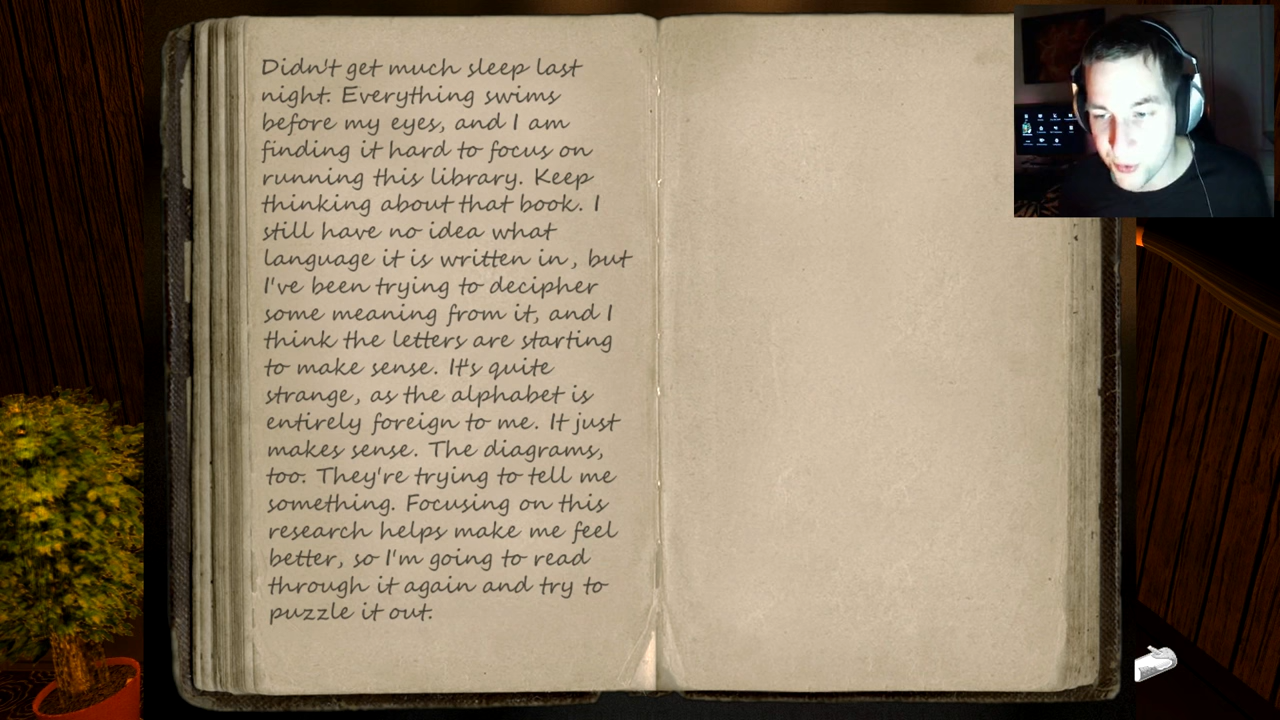 Didn't get much sleep last
night. Everything swims
before my eyes, and I am
finding it hard to focus on
running this library. Keep
thinking about that book. I
still have no idea what
language it is written in, but
I've been trying to decipher
some meaning from it, and I
think the letters are starting
to make sense. It's quite
strange, as the alphabet is
entirely foreign to me. It just
makes sense. The diagrams,
too. They're trying to tell me
something. Focusing on this
research helps make me feel
better, so I'm going to read
through it again and try to
puzzle it out.